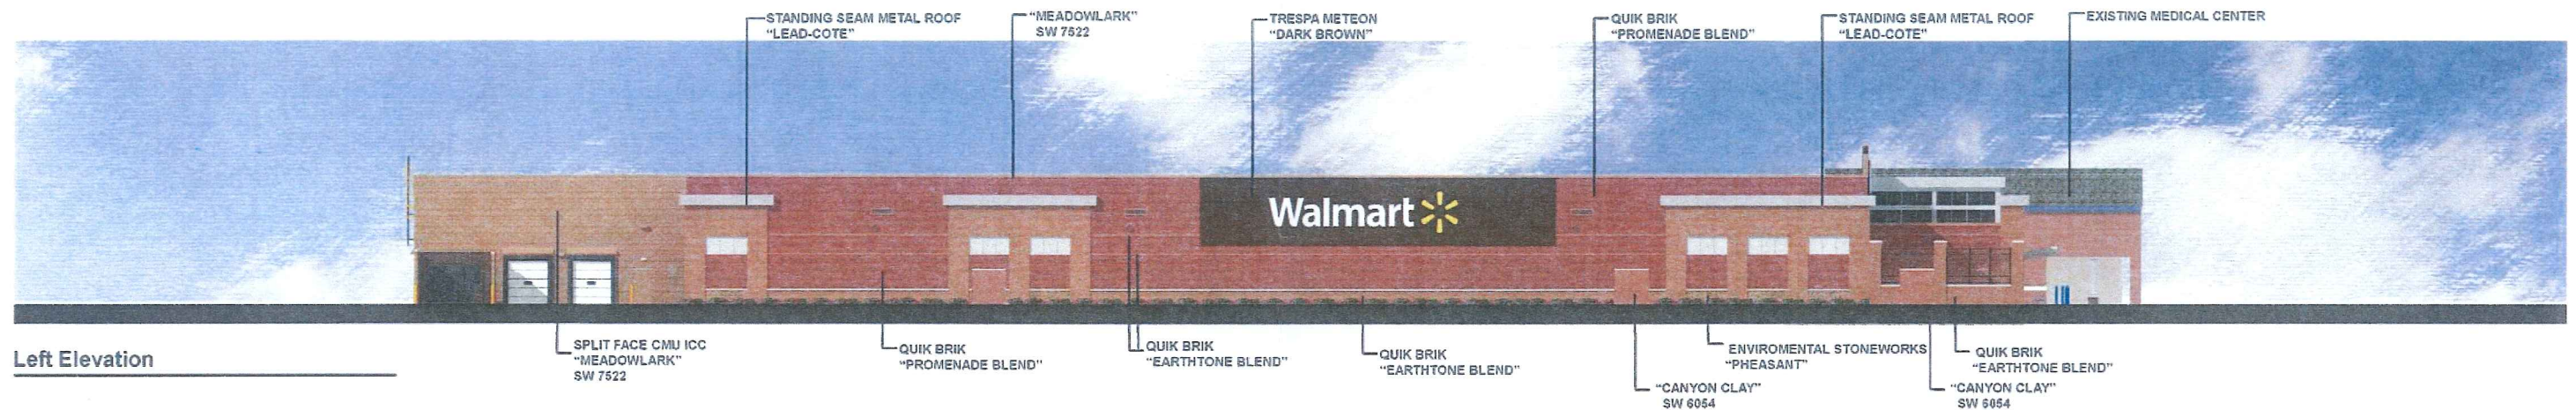 STANDING SEAM METAL ROOF
"LEAD-COTE"
"MEADOWLARK"
SW 7522
TRESPA METEON
"DARK BROWN"
QUIK BRIK
"PROMENADE BLEND"
STANDING SEAM METAL ROOF
"LEAD-COTE"
EXISTING MEDICAL CENTER
Walmart
Left Elevation
SPLIT FACE CMU ICC
"MEADOWLARK"
SW 7522
QUIK BRIK
"PROMENADE BLEND"
QUIK BRIK
"EARTHTONE BLEND"
QUIK BRIK
"EARTHTONE BLEND"
"CANYON CLAY"
SW 6054
ENVIROMENTAL STONEWORKS
"PHEASANT"
"CANYON CLAY"
SW 6054
QUIK BRIK
"EARTHTONE BLEND"